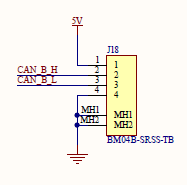 5V
J18
1 1
CAN_B_H 2 2
CAN_B_L 3 3
4 4
MH1 MH1
MH2 MH2
BM04B-SRSS-TB